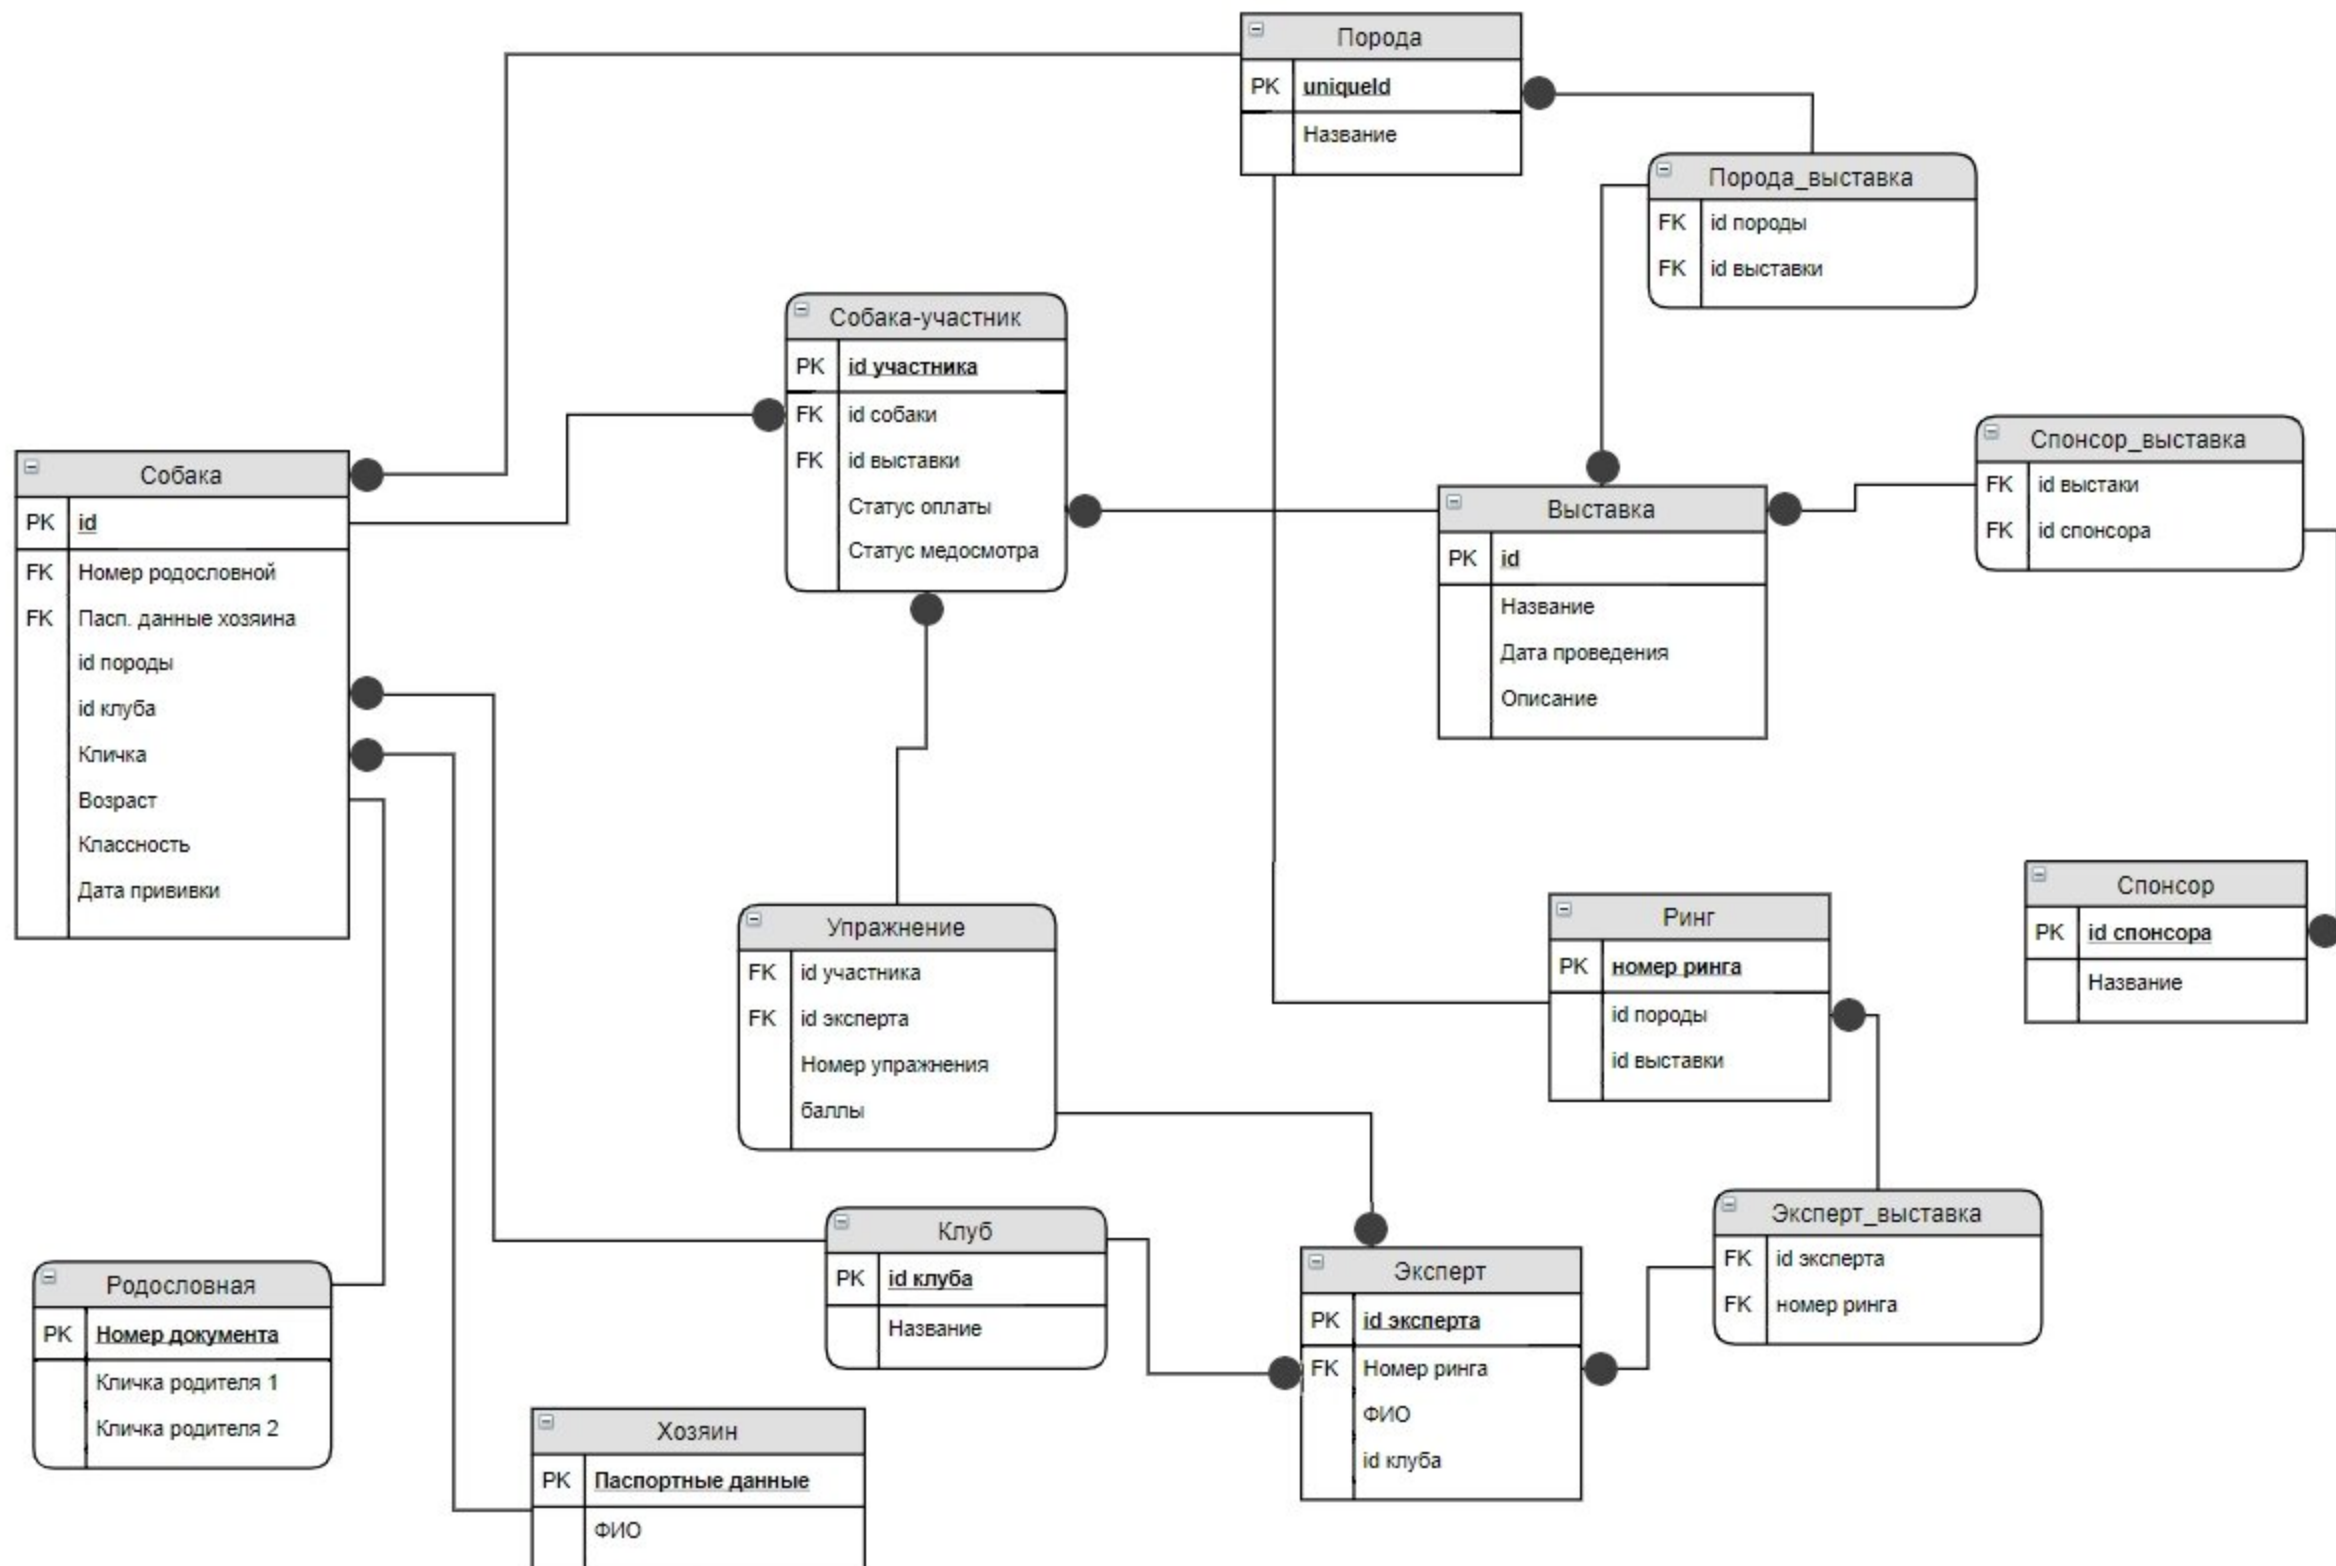 Порода
PK uniqueId
Название
Порода_выставка
FK id породы
FK id выставки
Собака-участник
PK id участника
FK id собаки
FK id выставки
Статус оплаты
Статус медосмотра
Спонсор_выставка
FK id выстаки
FK id спонсора
Собака
PK id
FK Номер родословной
FK Пасп. данные хозяина
id породы
id клуба
Кличка
Возраст
Классность
Дата прививки
Выставка
PK id
Название
Дата проведения
Описание
Спонсор
PK id спонсора
Название
Ринг
PK номер ринга
id породы
id выставки
Упражнение
FK id участника
FK id эксперта
Номер упражнения
баллы
Эксперт_выставка
FK id эксперта
FK номер ринга
Клуб
PK id клуба
Название
Эксперт
PK id эксперта
FK Номер ринга
ФИО
id клуба
Родословная
PK Номер документа
Кличка родителя 1
Кличка родителя 2
Хозяин
PK Паспортные данные
ФИО